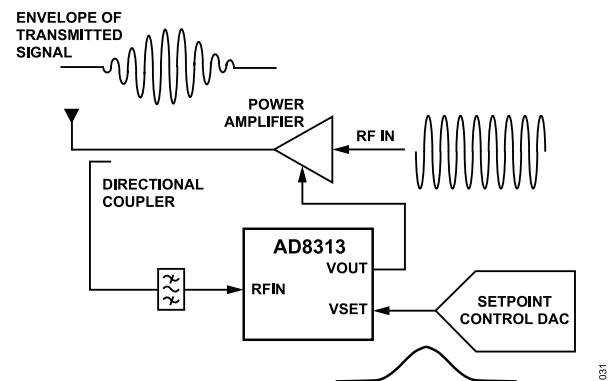 ENVELOPE OF
TRANSMITTED
SIGNAL
POWER
AMPLIFIER
RF IN
DIRECTIONAL
COUPLER
AD8313
VOUT
RFIN
VSET
SETPOINT
CONTROL DAC
031